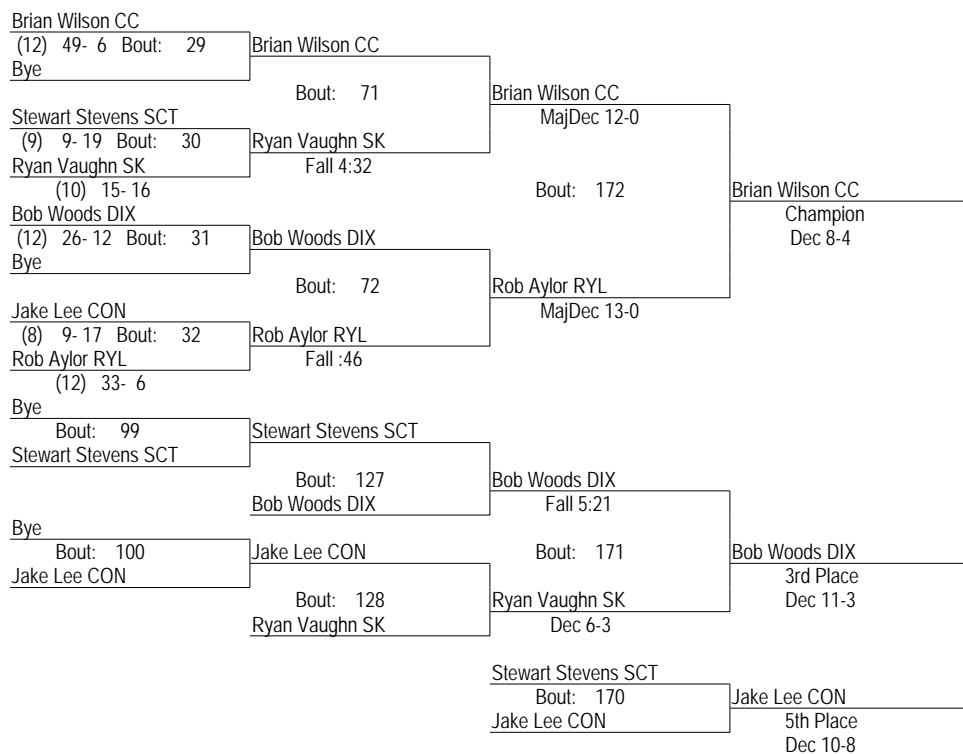 Brian Wilson CC
(12) 49- 6 Bout: 29
Bye
Brian Wilson CC
Bout: 71
Stewart Stevens SCT
(9) 9- 19 Bout: 30
Ryan Vaughn SK
(10) 15- 16
Ryan Vaughn SK
Fall 4:32
Brian Wilson CC
MajDec 12-0
Bout: 172
Bob Woods DIX
(12) 26- 12 Bout: 31
Bye
Bob Woods DIX
Bout: 72
Jake Lee CON
(8) 9- 17 Bout: 32
Rob Aylor RYL
(12) 33- 6
Rob Aylor RYL
Fall :46
Rob Aylor RYL
MajDec 13-0
Brian Wilson CC
Champion
Dec 8-4
Bye
Bout: 99
Stewart Stevens SCT
Stewart Stevens SCT
Bout: 127
Bob Woods DIX
Bob Woods DIX
Fall 5:21
Bout: 171
Bye
Bout: 100
Jake Lee CON
Jake Lee CON
Bout: 128
Ryan Vaughn SK
Ryan Vaughn SK
Dec 6-3
Bob Woods DIX
3rd Place
Dec 11-3
Stewart Stevens SCT
Bout: 170
Jake Lee CON
Jake Lee CON
5th Place
Dec 10-8